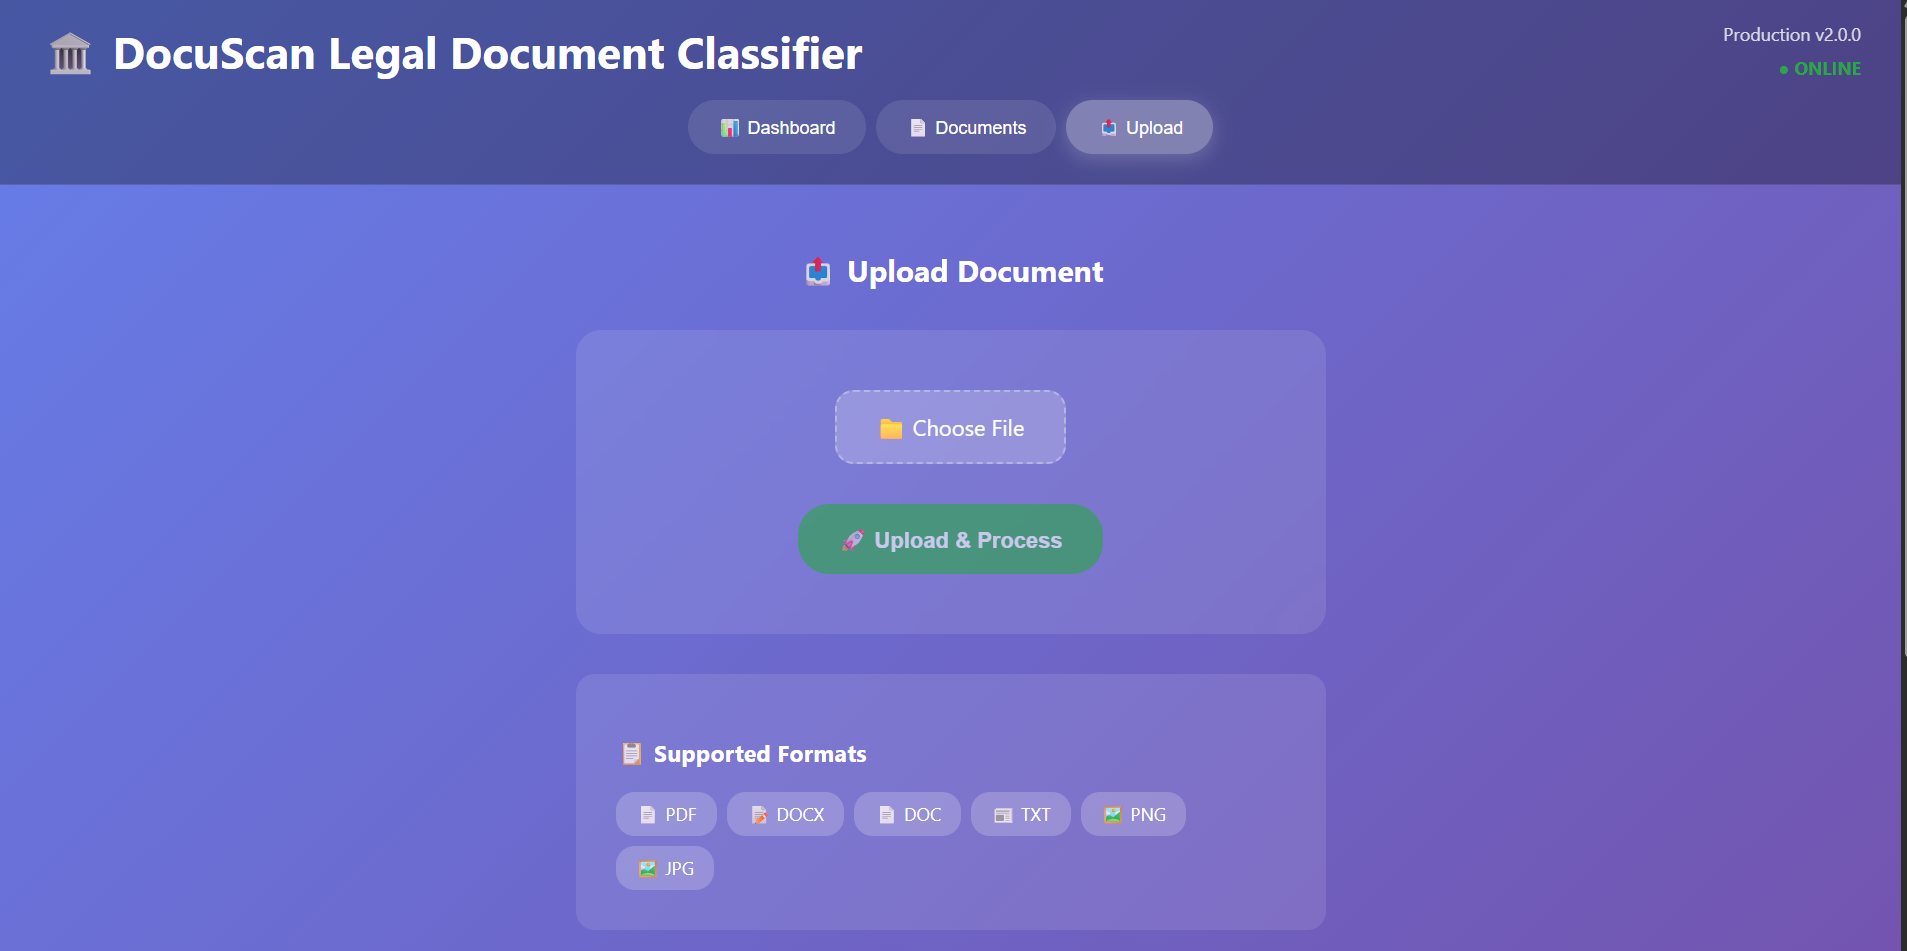 DocuScan Legal Document Classifier
Production v2.0.0
● ONLINE
Dashboard
Documents
Upload
Upload Document
Choose File
Upload & Process
Supported Formats
PDF
DOCX
DOC
TXT
PNG
JPG